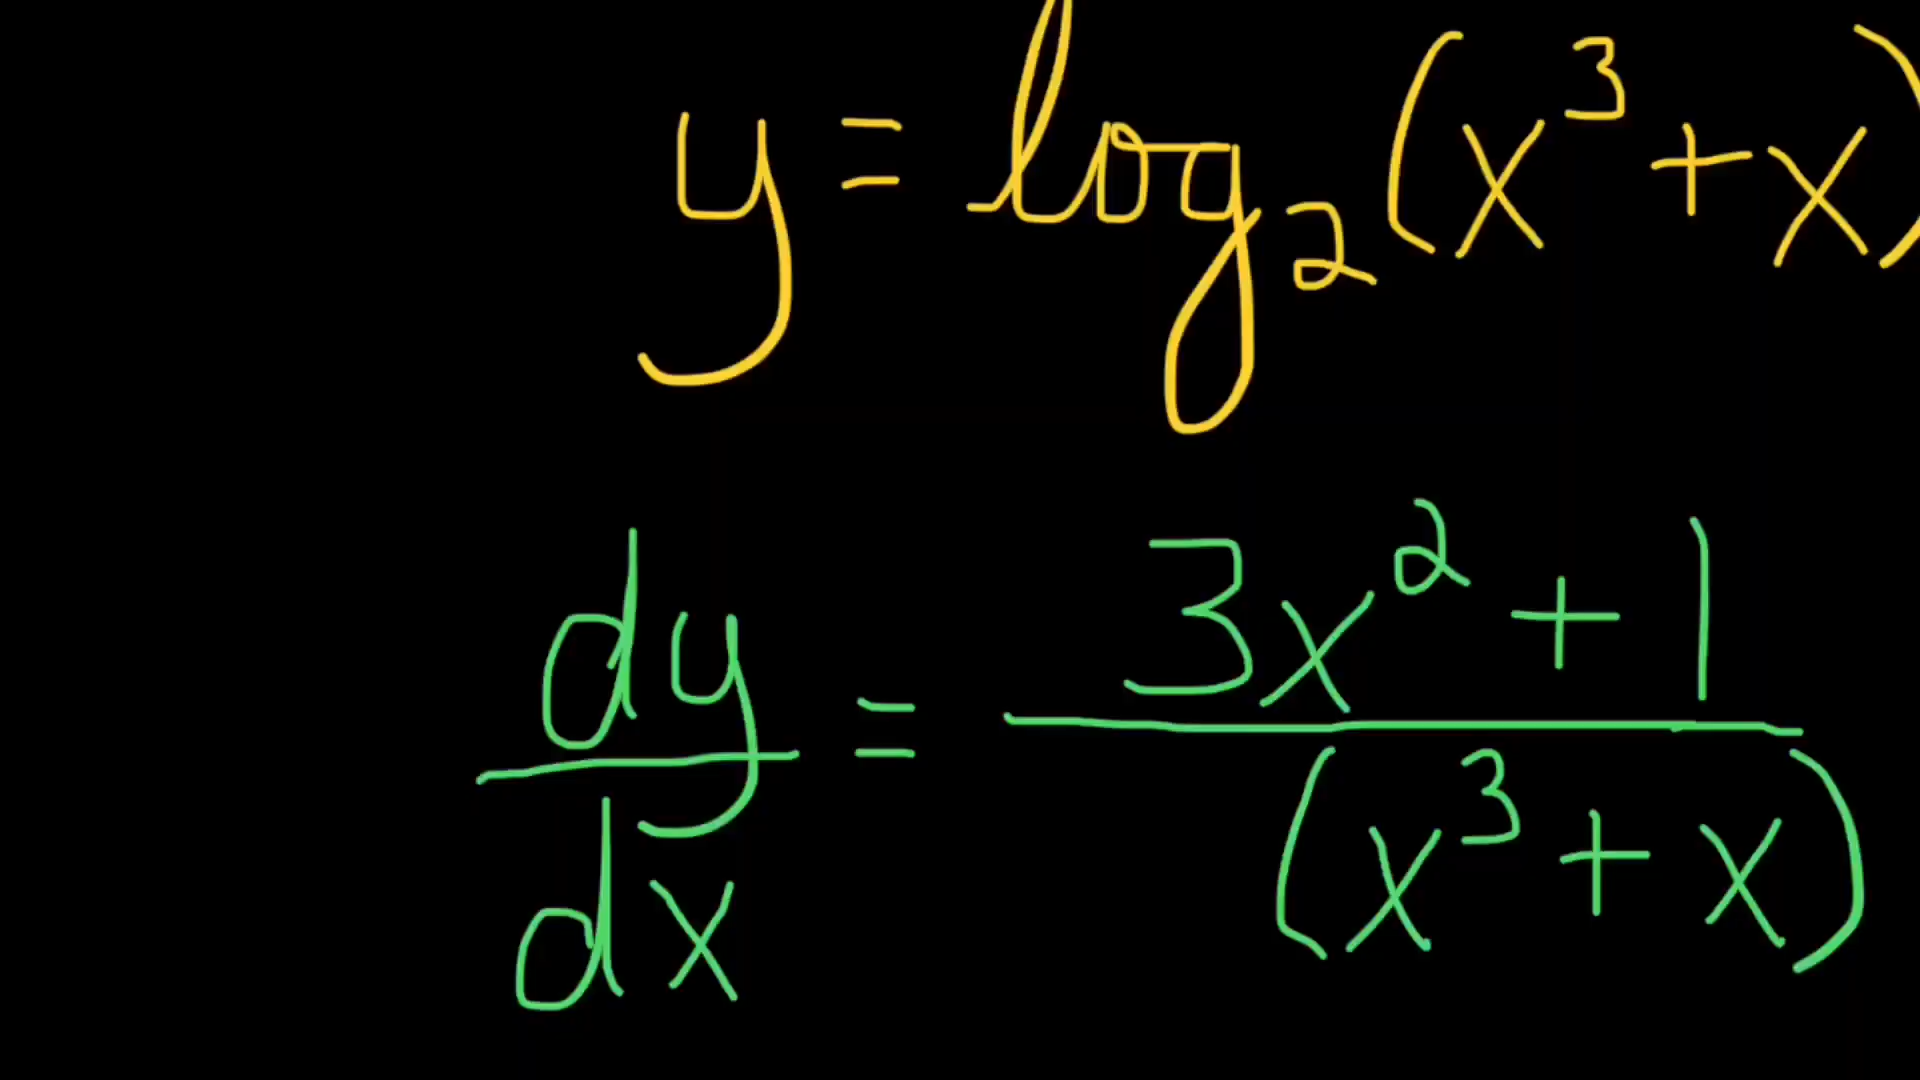 y = log₂(x³+x)
dy/dx = 3x²+1/(x³+x)